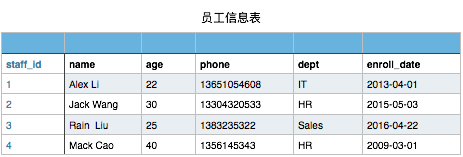 员工信息表
staff_id name age phone dept enroll_date
1 Alex Li 22 13651054608 IT 2013-04-01
2 Jack Wang 30 13304320533 HR 2015-05-03
3 Rain Liu 25 1383235322 Sales 2016-04-22
4 Mack Cao 40 1356145343 HR 2009-03-01